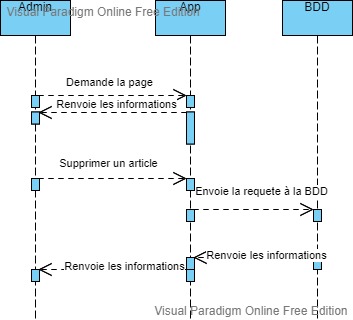 Admin
App
BDD
Visual Paradigm Online Free Edition
Demande la page
Renvoie les informations
Supprimer un article
Envoie la requete à la BDD
Renvoie les informations
Renvoie les informations
Visual Paradigm Online Free Edition